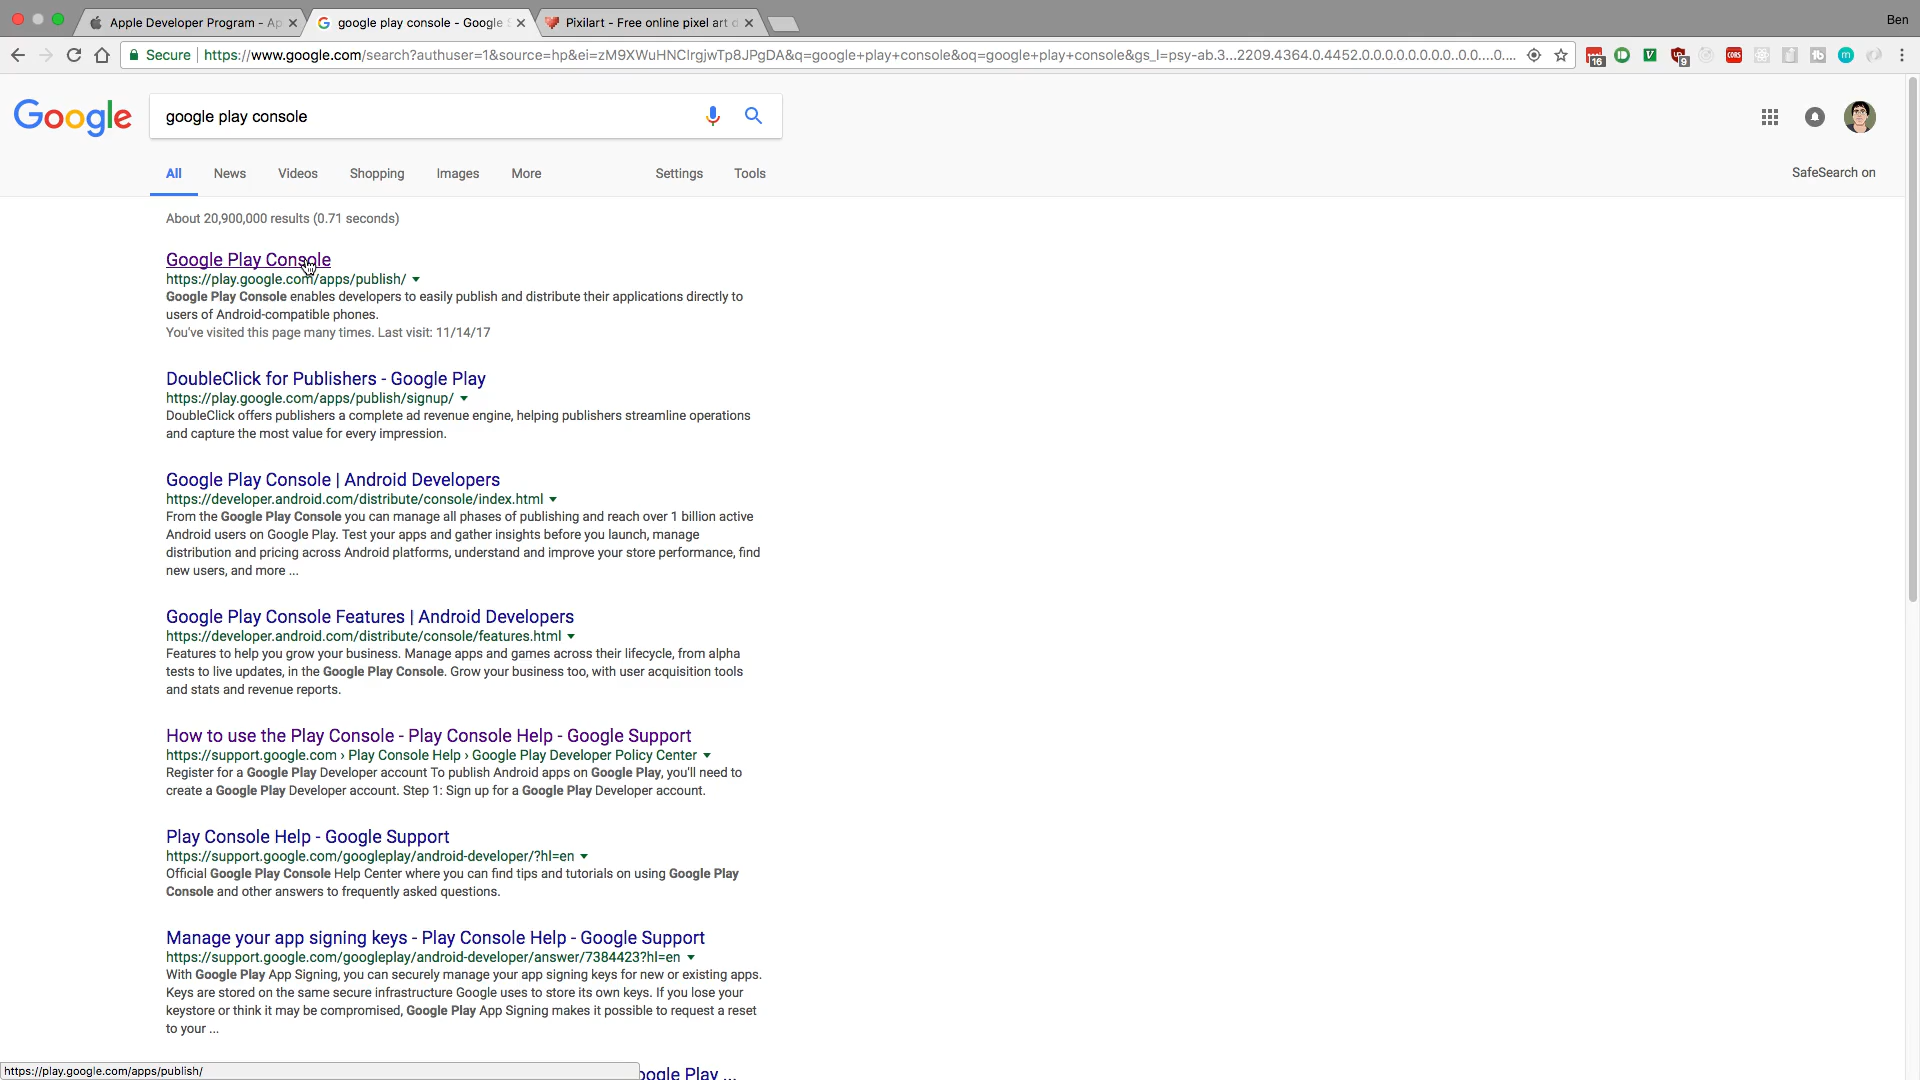 Apple Developer Program - Ap
google play console - Google S
Pixilart - Free online pixel art d
Ben
Secure
https://www.google.com/search?authuser=1&source=hp&ei=zM9XWuHNCIrgjwTp8JPgDA&q=google+play+console&oq=google+play+console&gs_l=psy-ab.3...2209.4364.0.4452.0.0.0.0.0.0.0.0..0.0....0....
16
9
CORS
tb
m
Google
google play console
All
News
Videos
Shopping
Images
More
Settings
Tools
SafeSearch on
About 20,900,000 results (0.71 seconds)
Google Play Console
https://play.google.com/apps/publish/
Google Play Console enables developers to easily publish and distribute their applications directly to
users of Android-compatible phones.
You've visited this page many times. Last visit: 11/14/17
DoubleClick for Publishers - Google Play
https://play.google.com/apps/publish/signup/
DoubleClick offers publishers a complete ad revenue engine, helping publishers streamline operations
and capture the most value for every impression.
Google Play Console | Android Developers
https://developer.android.com/distribute/console/index.html
From the Google Play Console you can manage all phases of publishing and reach over 1 billion active
Android users on Google Play. Test your apps and gather insights before you launch, manage
distribution and pricing across Android platforms, understand and improve your store performance, find
new users, and more ...
Google Play Console Features | Android Developers
https://developer.android.com/distribute/console/features.html
Features to help you grow your business. Manage apps and games across their lifecycle, from alpha
tests to live updates, in the Google Play Console. Grow your business too, with user acquisition tools
and stats and revenue reports.
How to use the Play Console - Play Console Help - Google Support
https://support.google.com › Play Console Help › Google Play Developer Policy Center
Register for a Google Play Developer account To publish Android apps on Google Play, you'll need to
create a Google Play Developer account. Step 1: Sign up for a Google Play Developer account.
Play Console Help - Google Support
https://support.google.com/googleplay/android-developer/?hl=en
Official Google Play Console Help Center where you can find tips and tutorials on using Google Play
Console and other answers to frequently asked questions.
Manage your app signing keys - Play Console Help - Google Support
https://support.google.com/googleplay/android-developer/answer/7384423?hl=en
With Google Play App Signing, you can securely manage your app signing keys for new or existing apps.
Keys are stored on the same secure infrastructure Google uses to store its own keys. If you lose your
keystore or think it may be compromised, Google Play App Signing makes it possible to request a reset
to your ...
https://play.google.com/apps/publish/
oogle Play ...